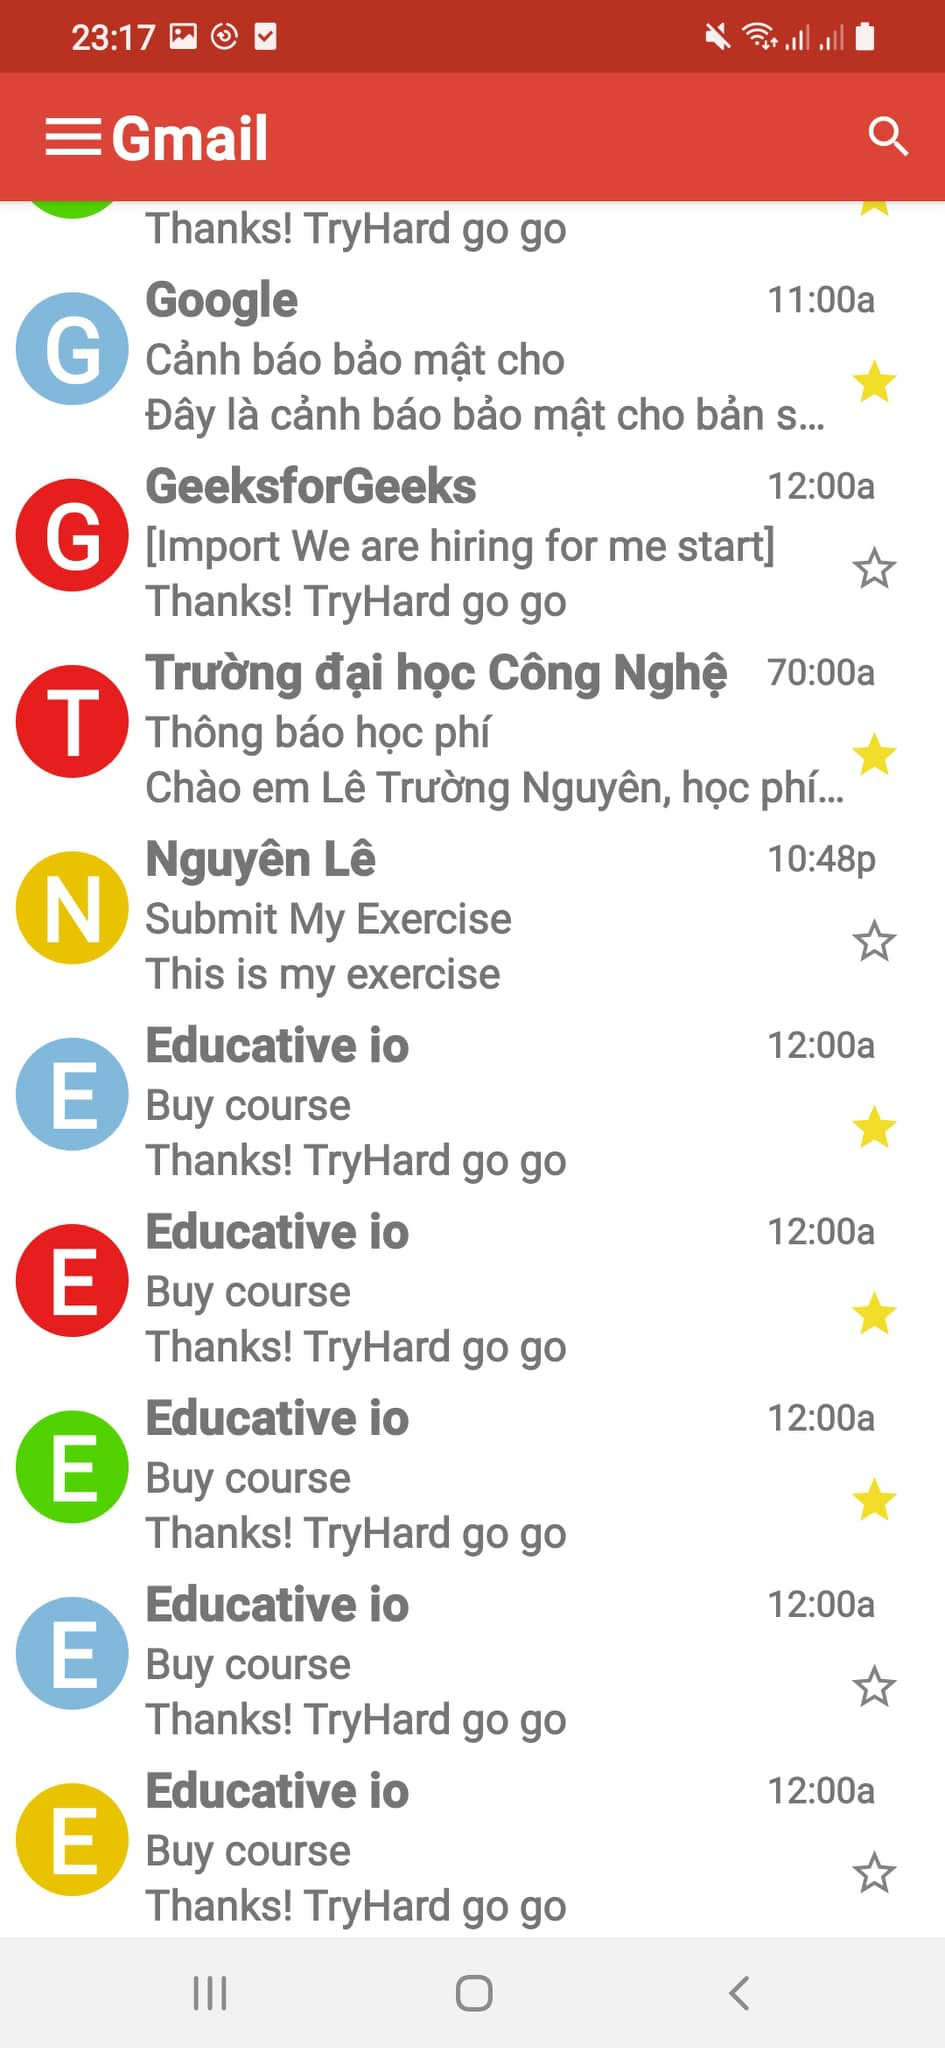 23:17
Gmail
Thanks! TryHard go go
G
Google
11:00a
Cảnh báo bảo mật cho
Đây là cảnh báo bảo mật cho bản s...
G
GeeksforGeeks
12:00a
[Import We are hiring for me start]
Thanks! TryHard go go
T
Trường đại học Công Nghệ
70:00a
Thông báo học phí
Chào em Lê Trường Nguyên, học phí...
N
Nguyên Lê
10:48p
Submit My Exercise
This is my exercise
E
Educative io
12:00a
Buy course
Thanks! TryHard go go
E
Educative io
12:00a
Buy course
Thanks! TryHard go go
E
Educative io
12:00a
Buy course
Thanks! TryHard go go
E
Educative io
12:00a
Buy course
Thanks! TryHard go go
E
Educative io
12:00a
Buy course
Thanks! TryHard go go